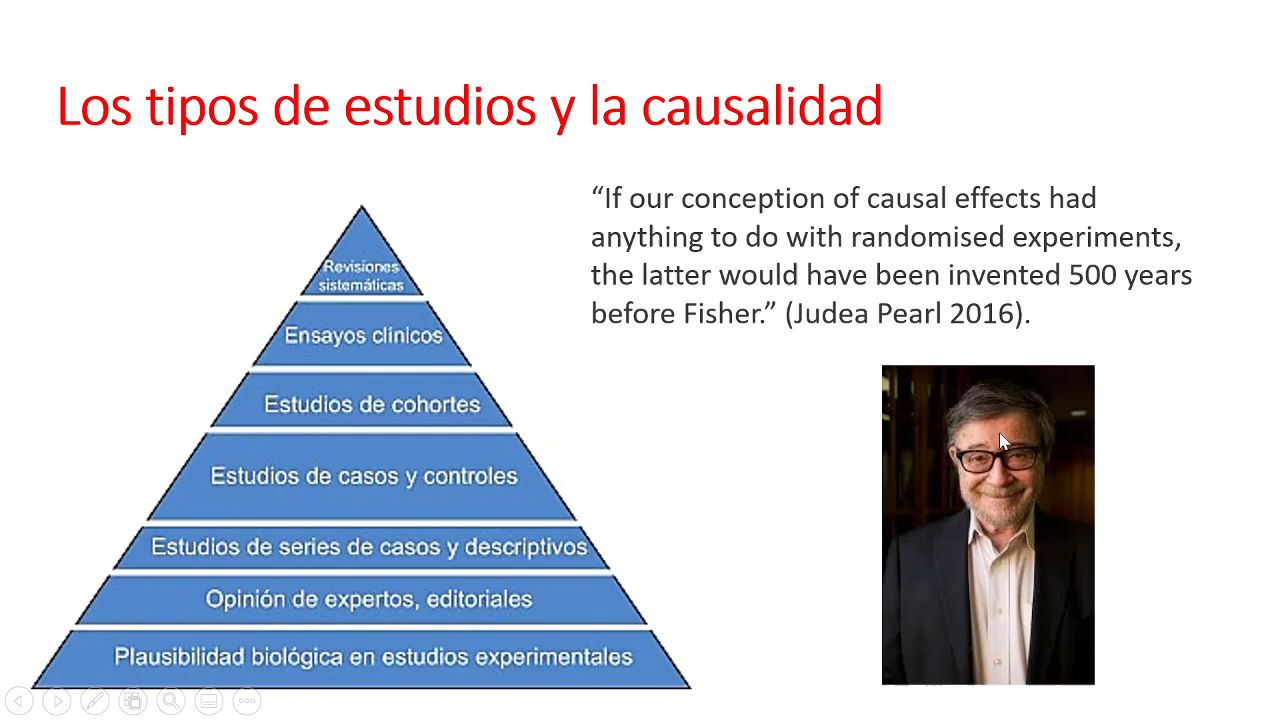 Los tipos de estudios y la causalidad
“If our conception of causal effects had
anything to do with randomised experiments,
the latter would have been invented 500 years
before Fisher.” (Judea Pearl 2016).
Revisiones
sistemáticas
Ensayos clínicos
Estudios de cohortes
Estudios de casos y controles
Estudios de series de casos y descriptivos
Opinión de expertos, editoriales
Plausibilidad biológica en estudios experimentales